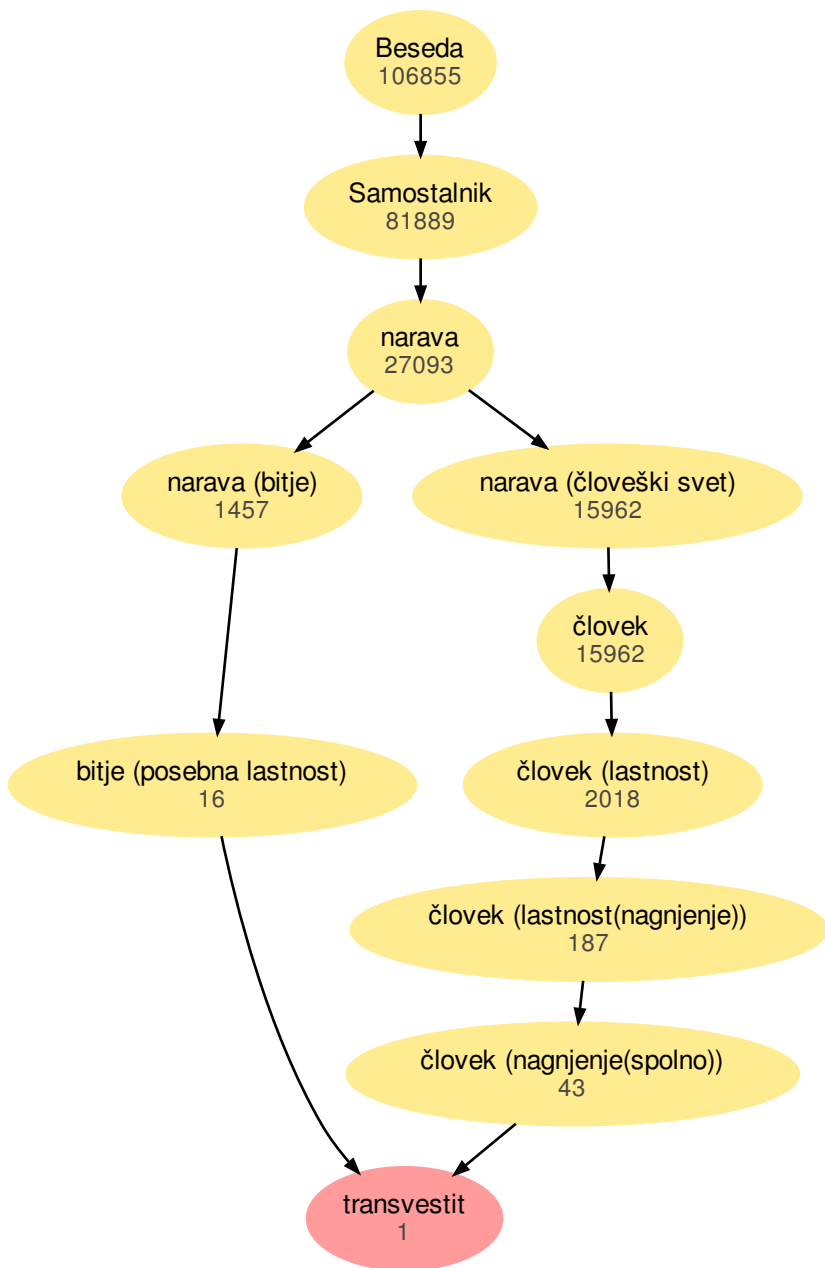 Beseda
106855
Samostalnik
81889
narava
27093
narava (bitje)
1457
narava (človeški svet)
15962
človek
15962
bitje (posebna lastnost)
16
človek (lastnost)
2018
človek (lastnost(nagnjenje))
187
človek (nagnjenje(spolno))
43
transvestit
1